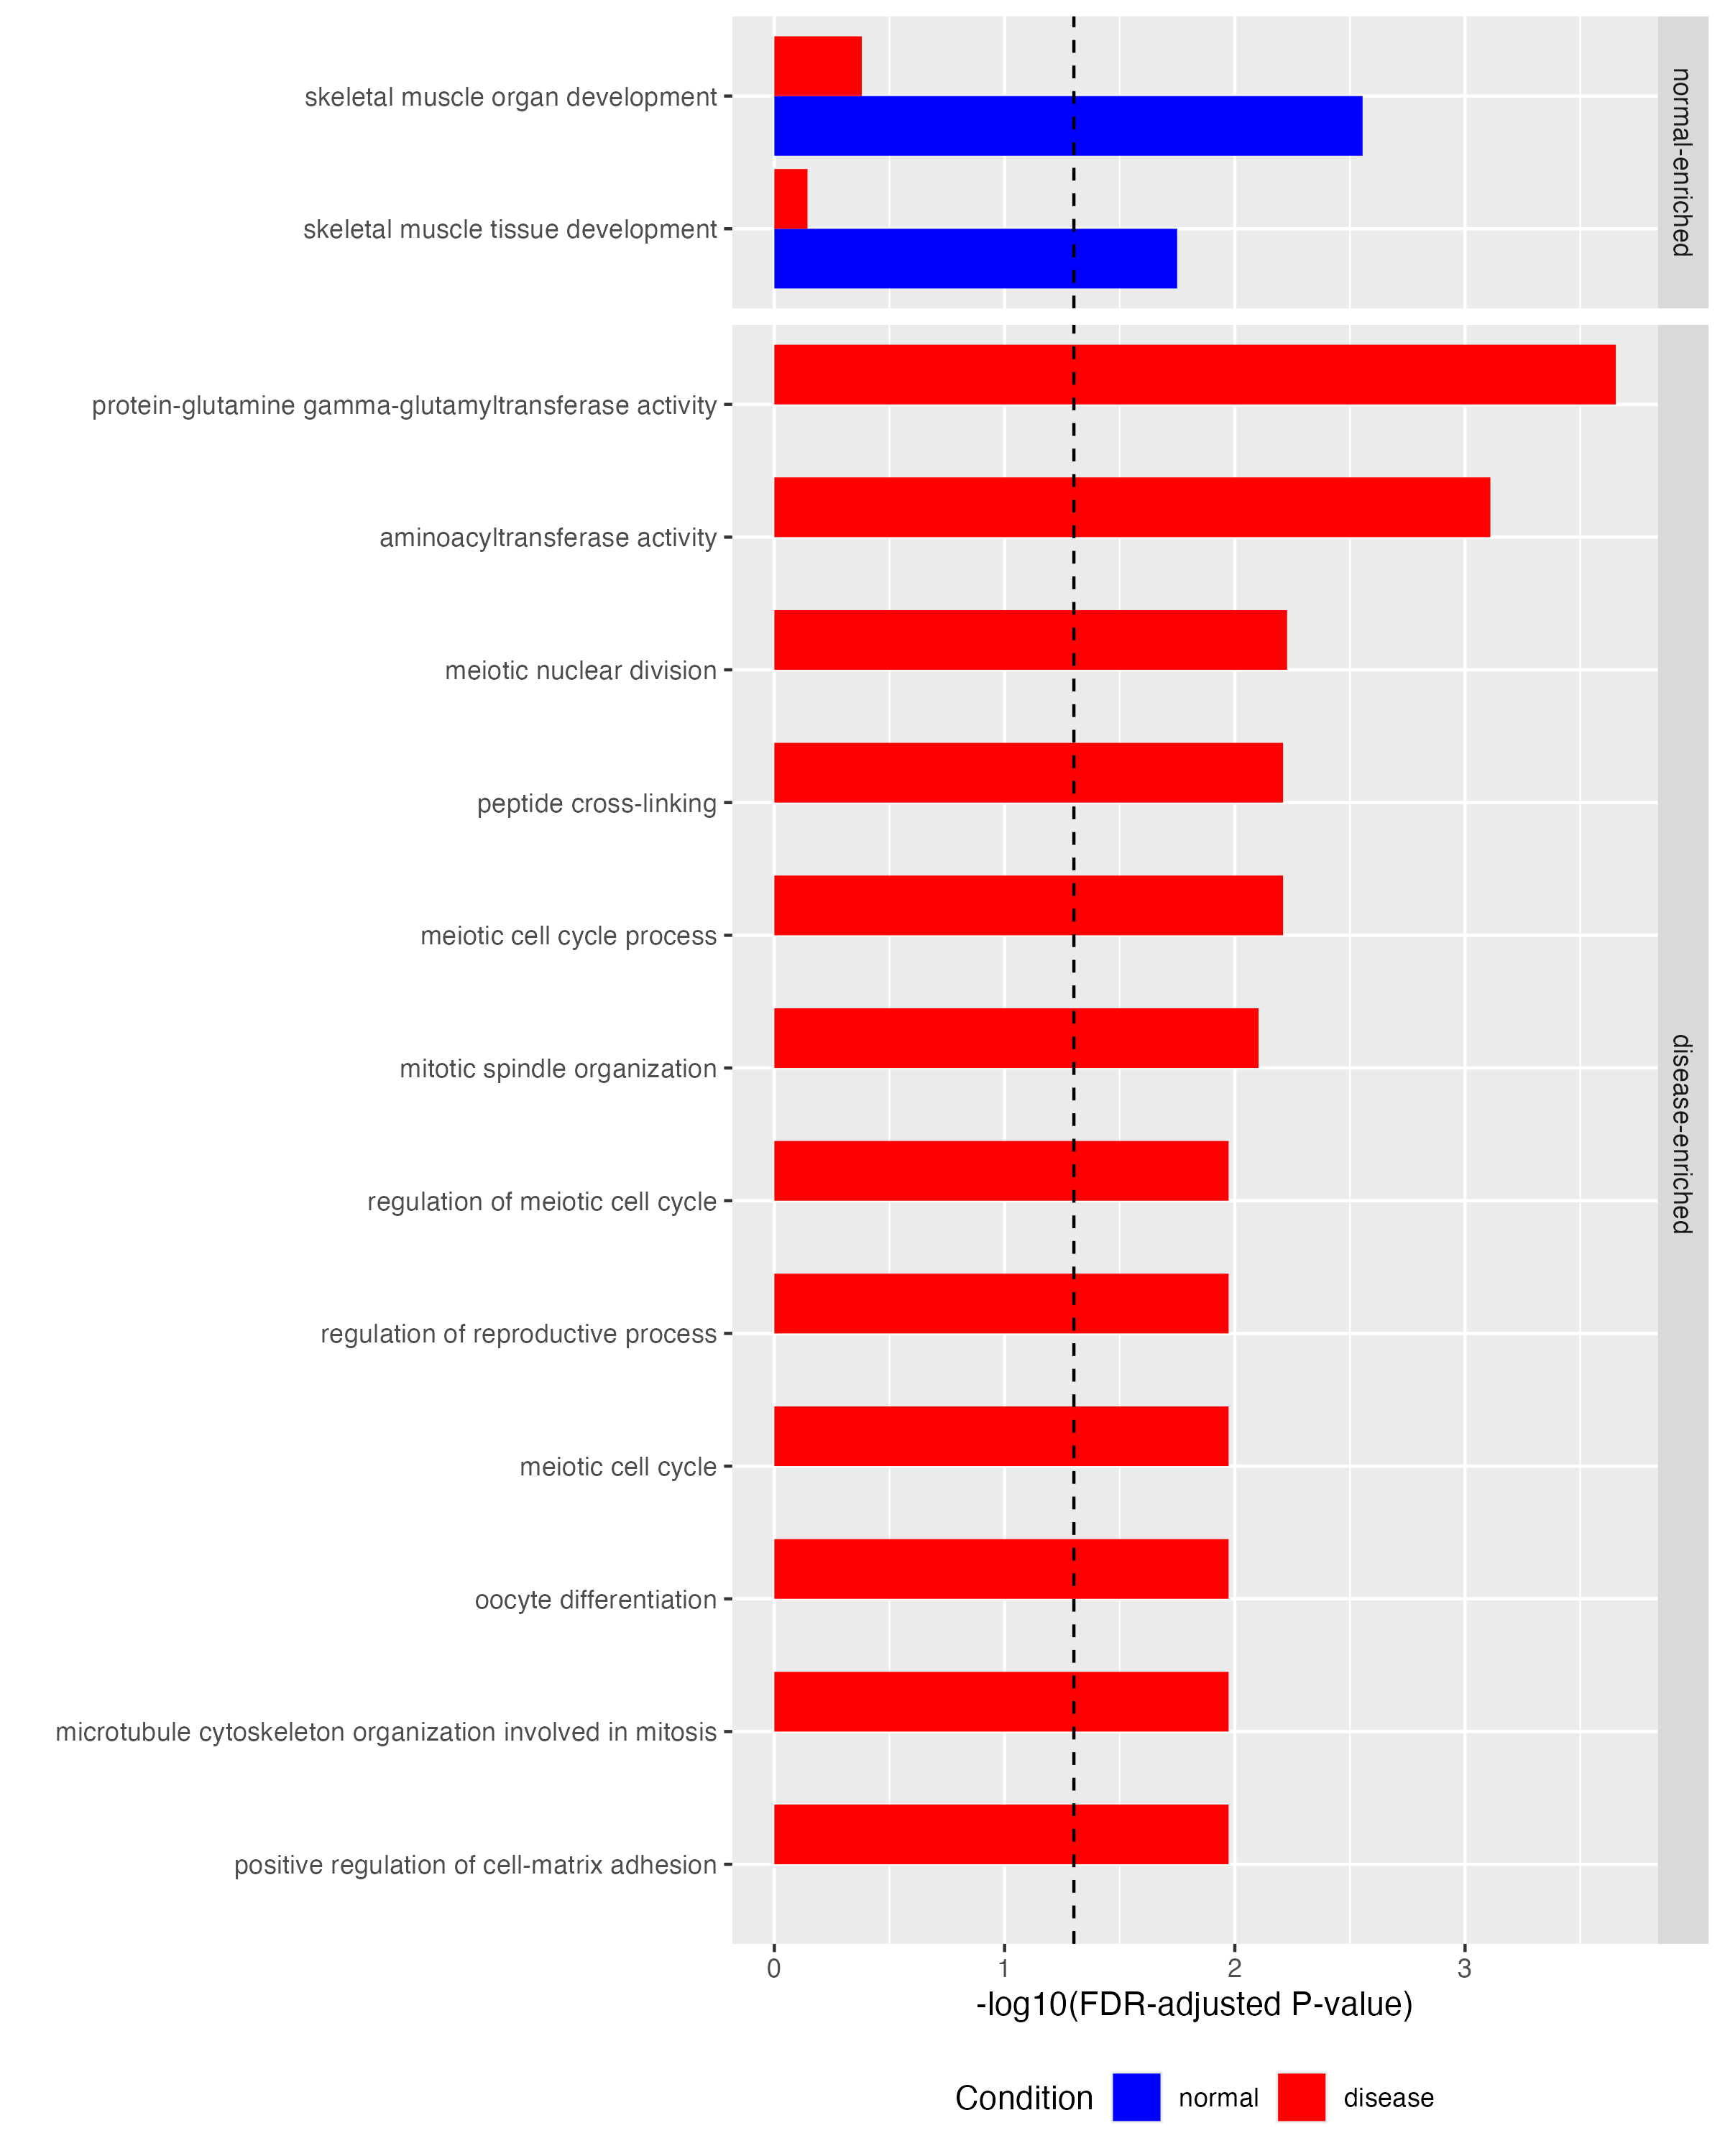 skeletal muscle organ development
skeletal muscle tissue development
normal-enriched
protein-glutamine gamma-glutamyltransferase activity
aminoacyltransferase activity
meiotic nuclear division
peptide cross-linking
meiotic cell cycle process
mitotic spindle organization
regulation of meiotic cell cycle
regulation of reproductive process
meiotic cell cycle
oocyte differentiation
microtubule cytoskeleton organization involved in mitosis
positive regulation of cell-matrix adhesion
disease-enriched
0 1 2 3
-log10(FDR-adjusted P-value)
Condition normal disease